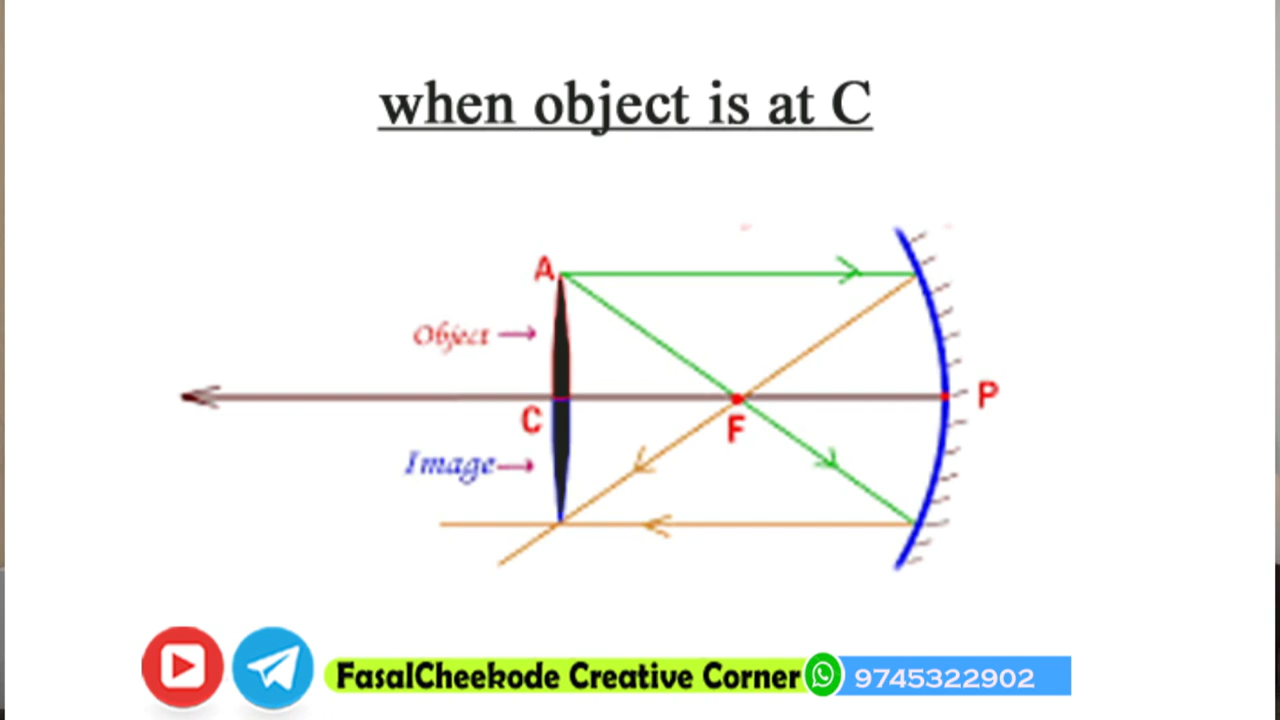 when object is at C
A
Object →
P
C
F
Image→
FasalCheekode Creative Corner
9745322902